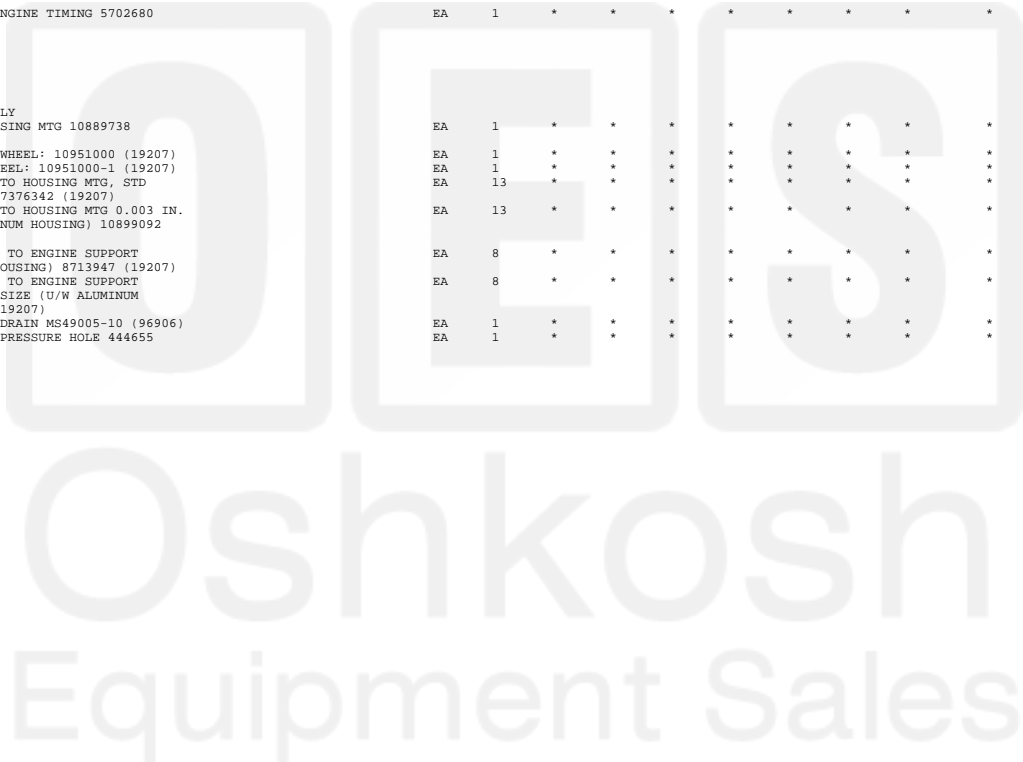 NGINE TIMING 5702680 EA 1 * * * * * * * *
LY
SING MTG 10889738 EA 1 * * * * * * * *
WHEEL: 10951000 (19207) EA 1 * * * * * * * *
EEL: 10951000-1 (19207) EA 1 * * * * * * * *
TO HOUSING MTG, STD EA 13 * * * * * * * *
7376342 (19207)
TO HOUSING MTG 0.003 IN. EA 13 * * * * * * * *
NUM HOUSING) 10899092
TO ENGINE SUPPORT EA 8 * * * * * * * *
OUSING) 8713947 (19207)
TO ENGINE SUPPORT EA 8 * * * * * * * *
SIZE (U/W ALUMINUM
19207)
DRAIN MS49005-10 (96906) EA 1 * * * * * * * *
PRESSURE HOLE 444655 EA 1 * * * * * * * *
OES
Oshkosh
Equipment Sales